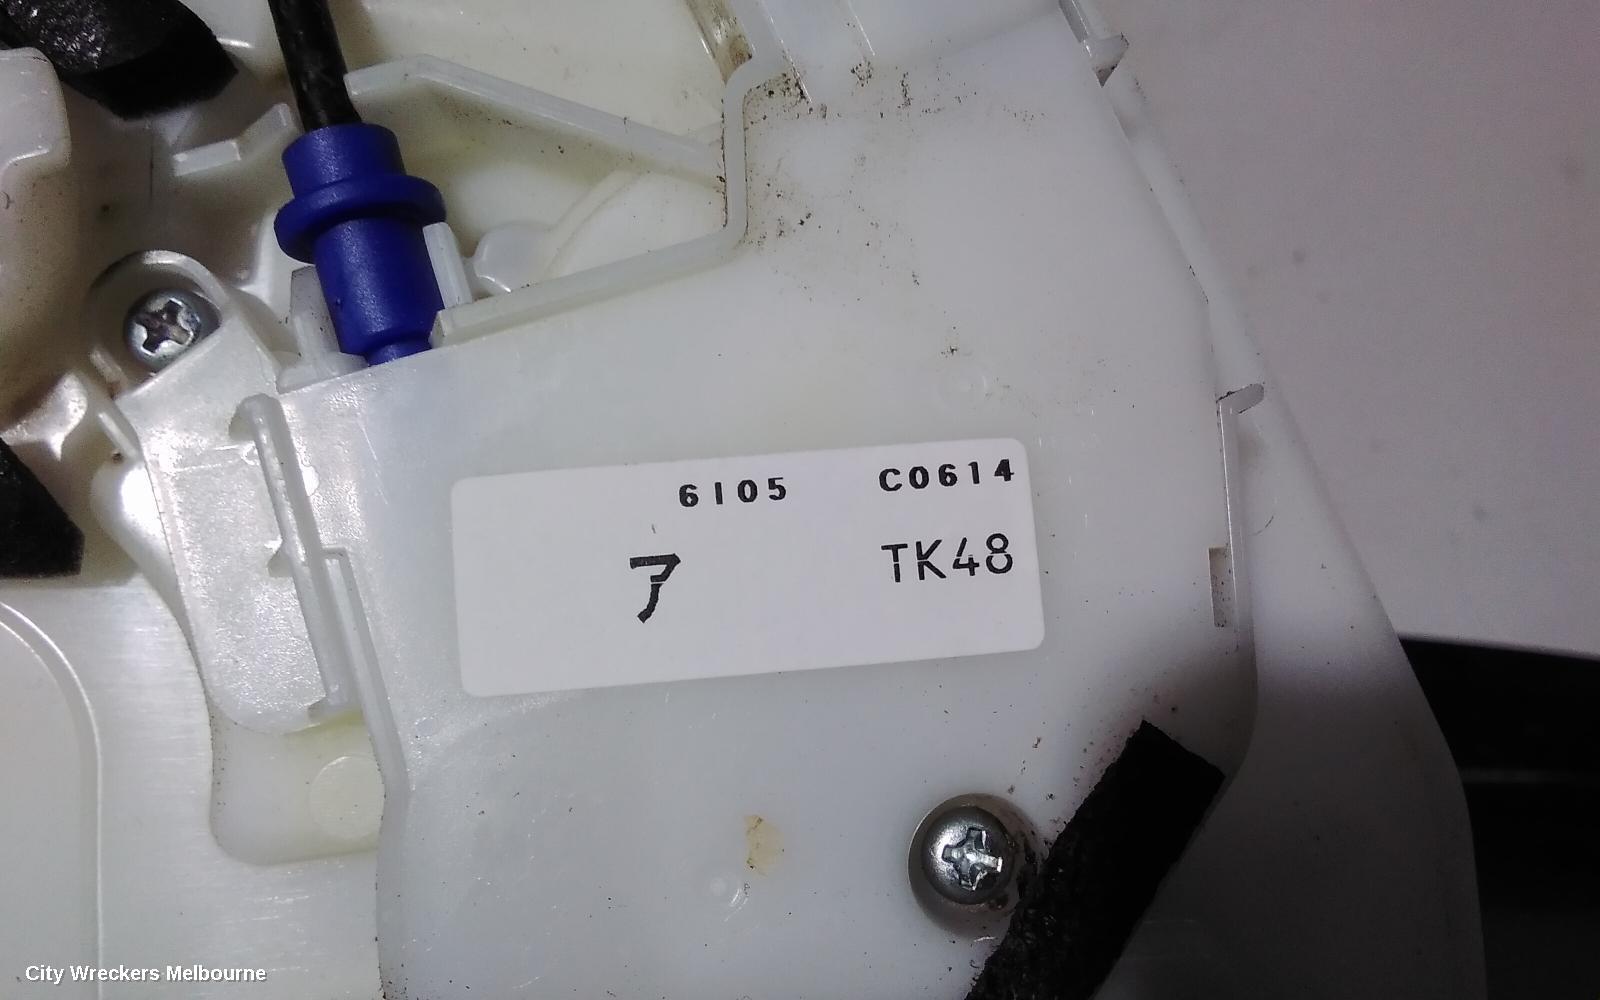 6105 C0614
ア TK48
City Wreckers Melbourne